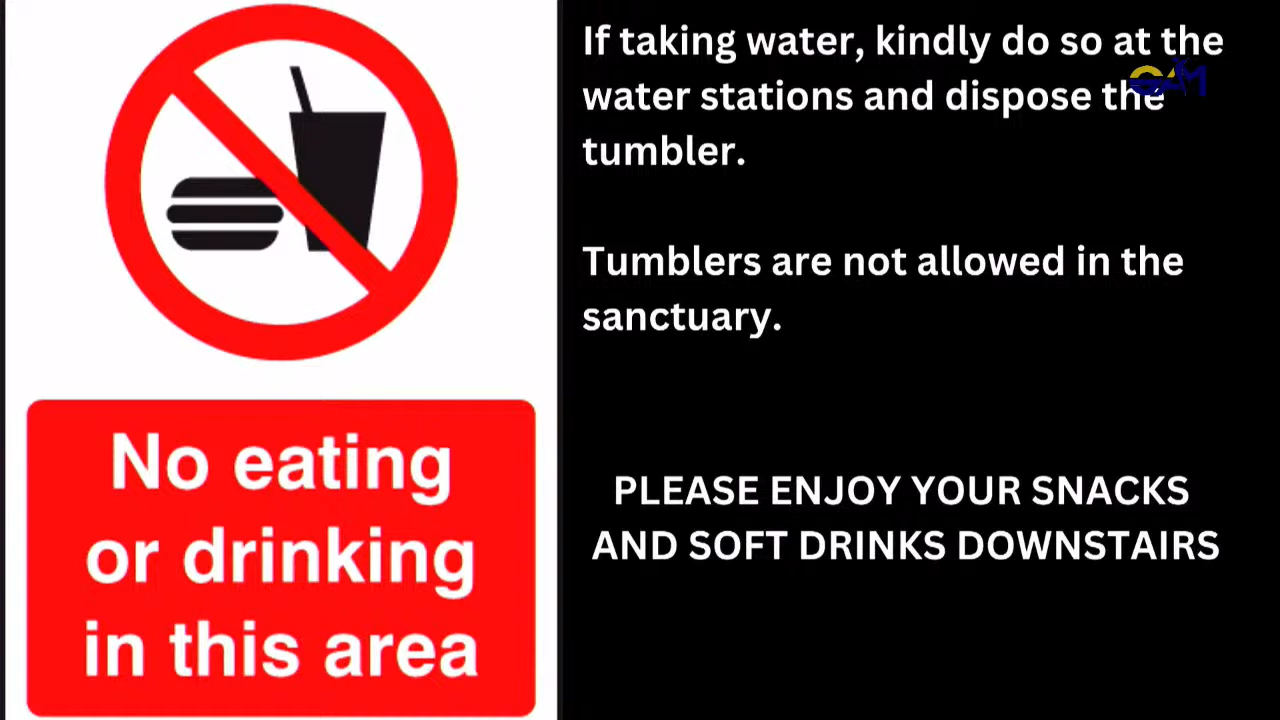 No eating
or drinking
in this area
If taking water, kindly do so at the
water stations and dispose the
tumbler.
Tumblers are not allowed in the
sanctuary.
PLEASE ENJOY YOUR SNACKS
AND SOFT DRINKS DOWNSTAIRS